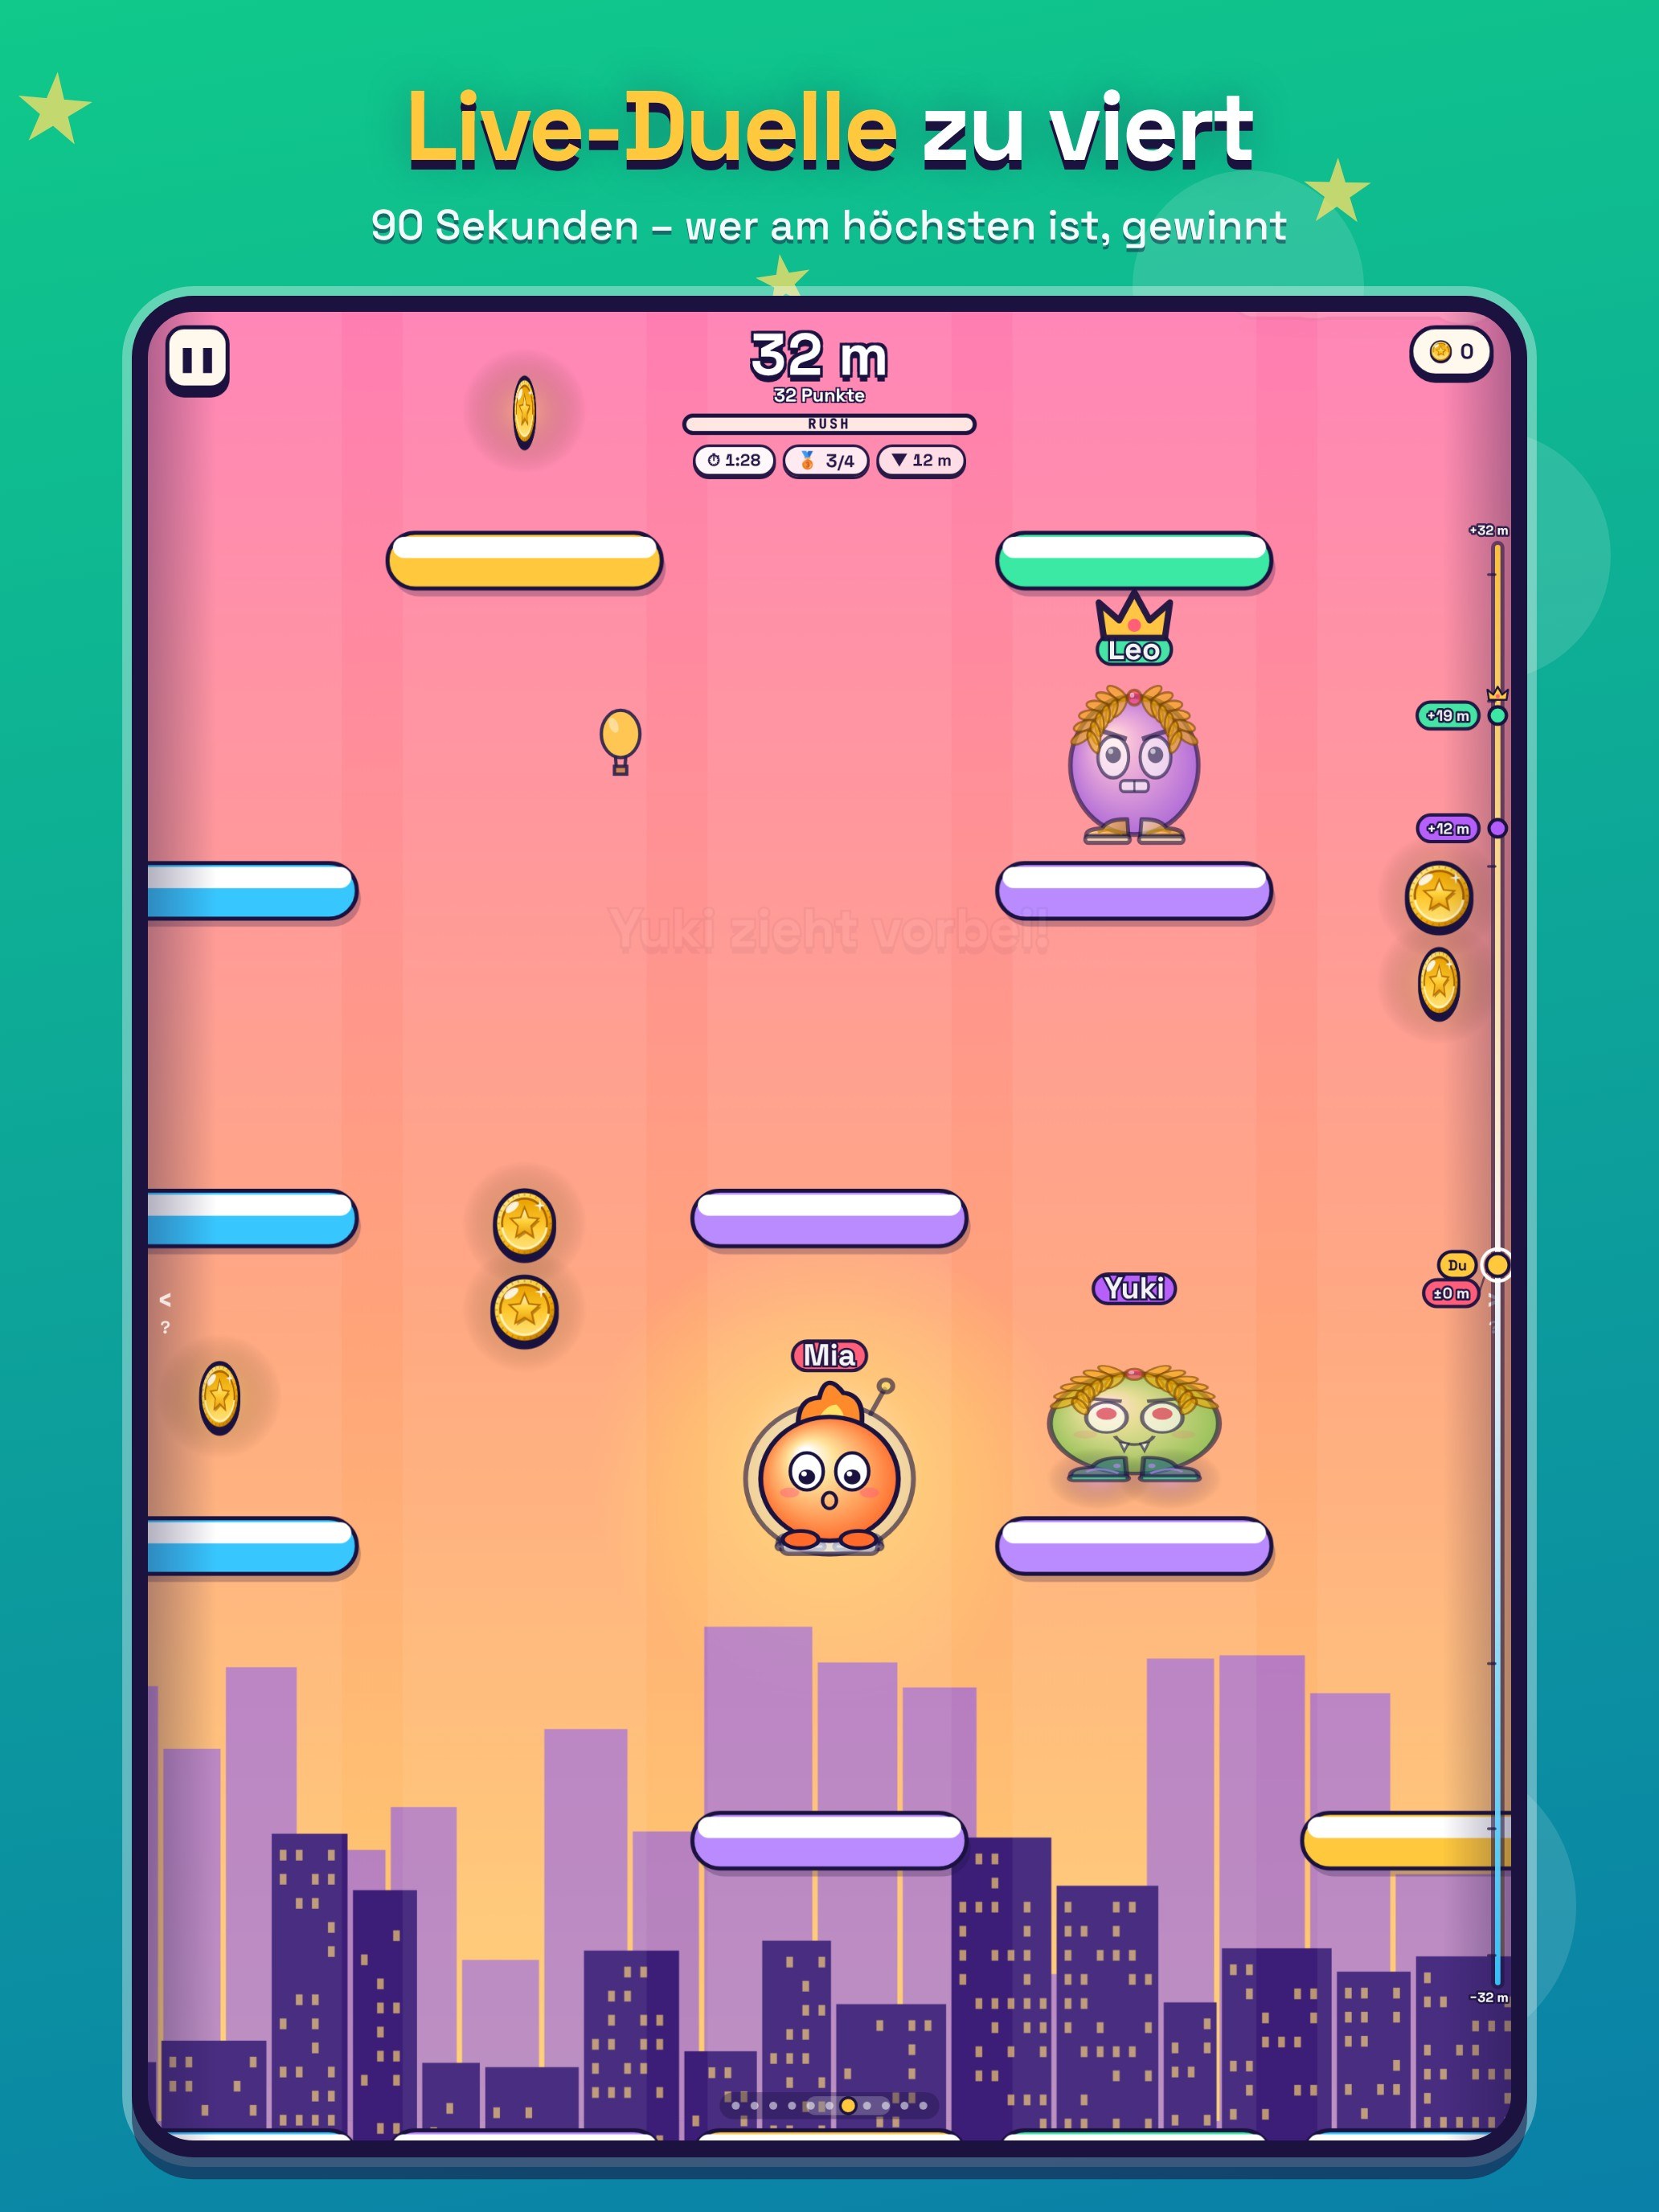 Live-Duelle zu viert
90 Sekunden – wer am höchsten ist, gewinnt
32 m
0
32 Punkte
RUSH
1:28
3/4
▼ 12 m
+32 m
Leo
+19 m
+12 m
Yuki zieht vorbei!
Du
±0 m
<
?
Yuki
Mia
-32 m